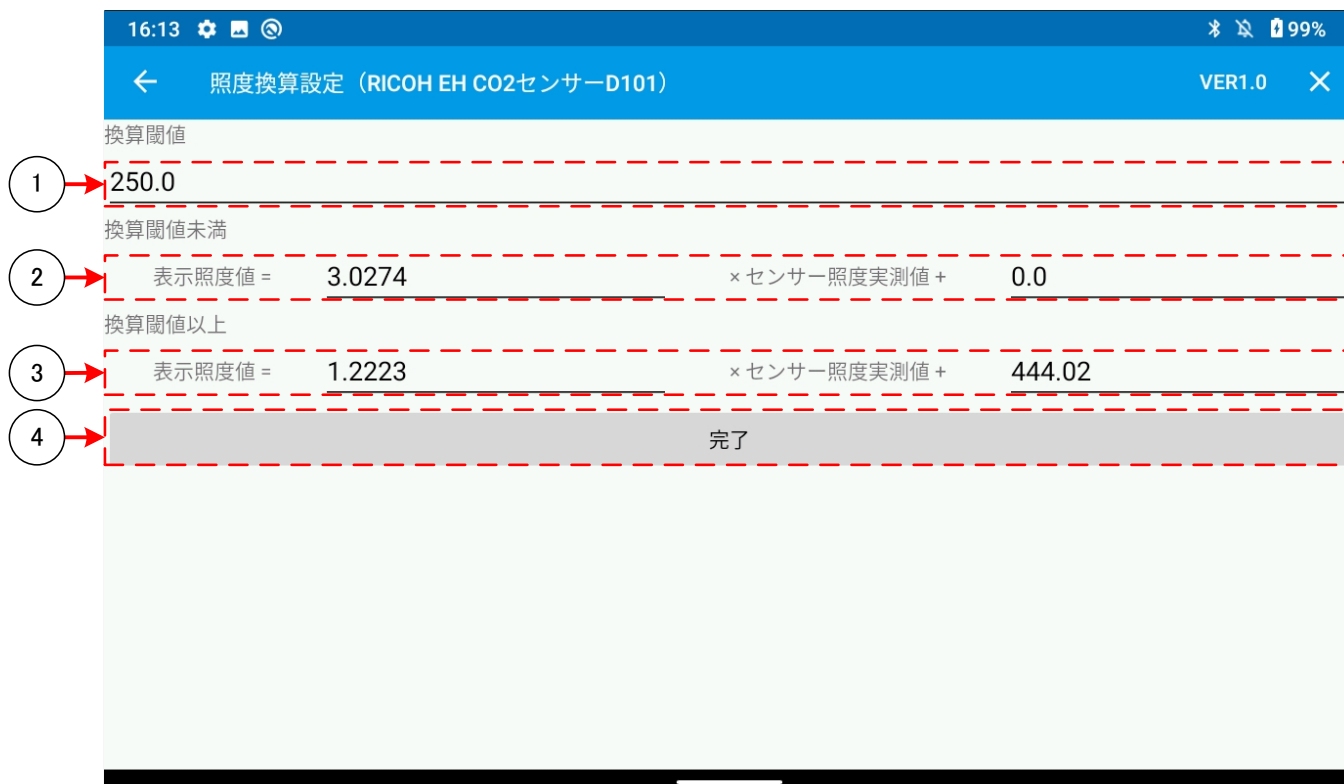 16:13 99%
照度換算設定（RICOH EH CO2センサーD101） VER1.0
換算閾値
1 250.0
換算閾値未満
2 表示照度値 = 3.0274 ×センサー照度実測値 + 0.0
換算閾値以上
3 表示照度値 = 1.2223 ×センサー照度実測値 + 444.02
4 完了